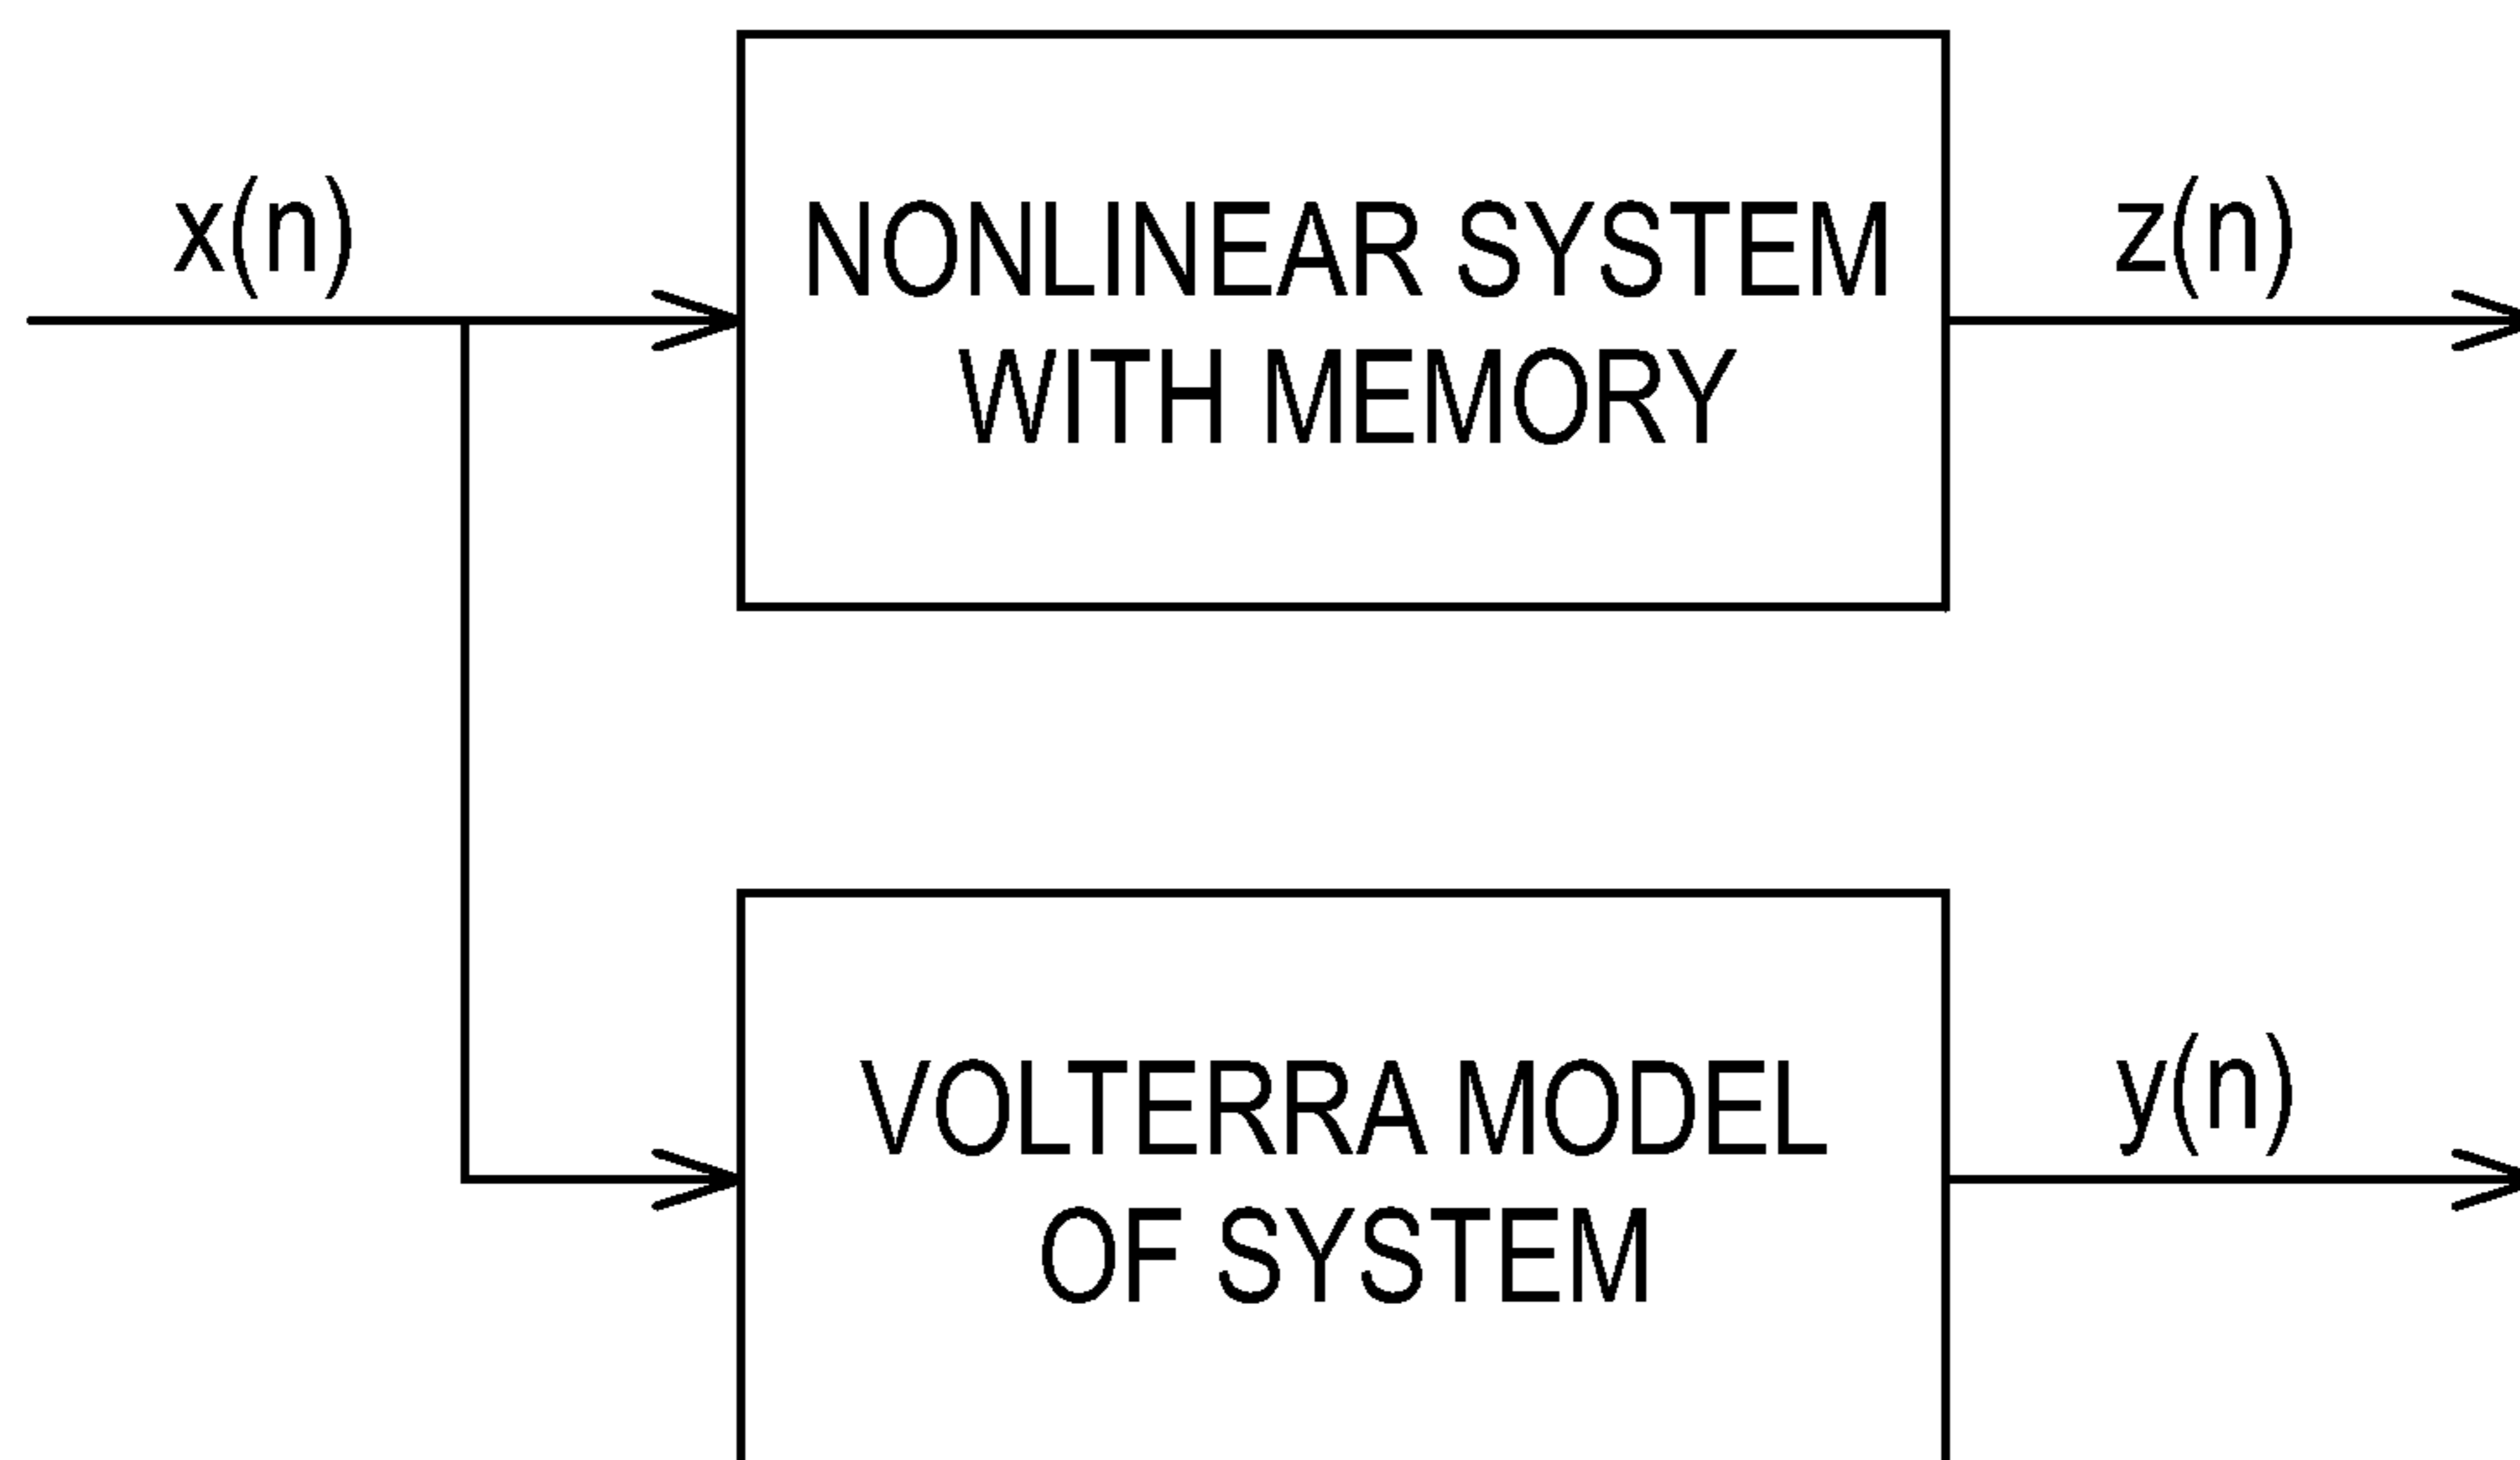 x(n)
NONLINEAR SYSTEM
WITH MEMORY
z(n)
VOLTERRA MODEL
OF SYSTEM
y(n)